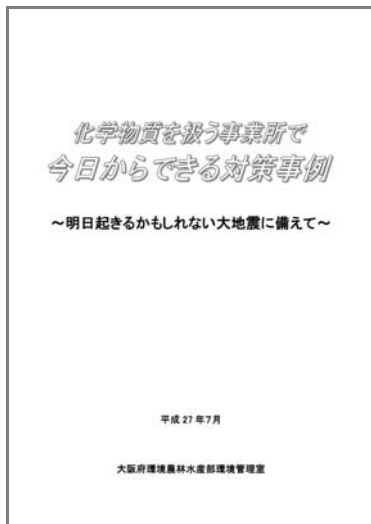 化学物質を扱う事業所で
今日からできる対策事例
～明日起きるかもしれない大地震に備えて～
平成 27 年7月
大阪府環境農林水産部環境管理室